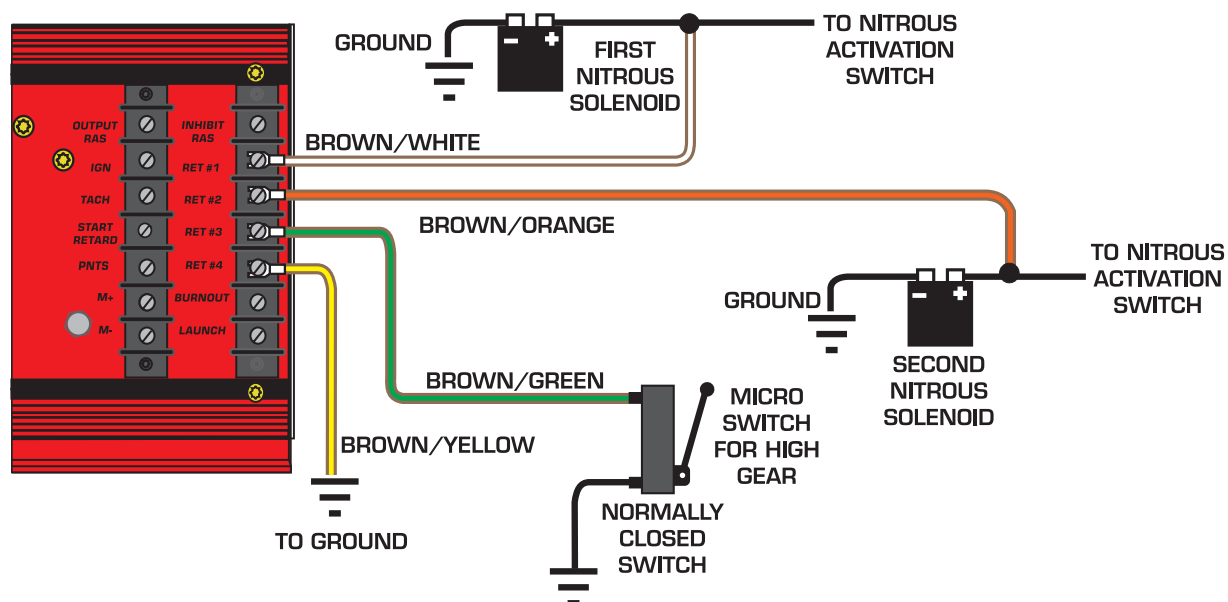 OUTPUT
RAS
IGN
TACH
START
RETARD
PNTS
M+
M-
INHIBIT
RAS
RET #1
RET #2
RET #3
RET #4
BURNOUT
LAUNCH
GROUND
- +
FIRST
NITROUS
SOLENOID
TO NITROUS
ACTIVATION
SWITCH
BROWN/WHITE
BROWN/ORANGE
TO NITROUS
ACTIVATION
SWITCH
GROUND
- +
SECOND
NITROUS
SOLENOID
BROWN/GREEN
MICRO
SWITCH
FOR HIGH
GEAR
BROWN/YELLOW
NORMALLY
CLOSED
SWITCH
TO GROUND